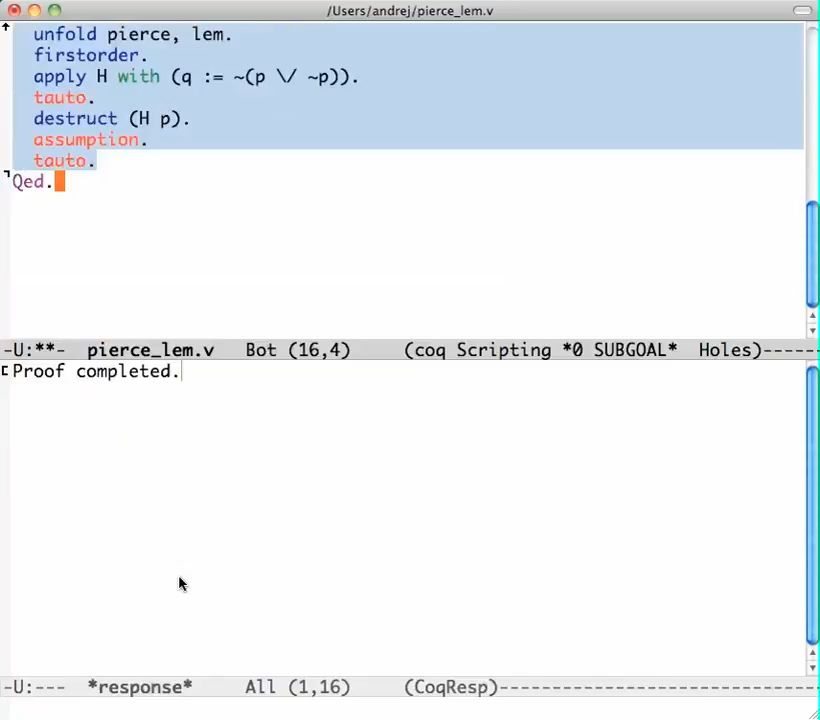 /Users/andrej/pierce_lem.v
unfold pierce, lem.
firstorder.
apply H with (q := ~(p \/ ~p)).
tauto.
destruct (H p).
assumption.
tauto.
Qed.
-U:**-  pierce_lem.v   Bot (16,4)     (coq Scripting *0 SUBGOAL*  Holes)-----
Proof completed.
-U:---  *response*     All (1,16)     (CoqResp)------------------------------